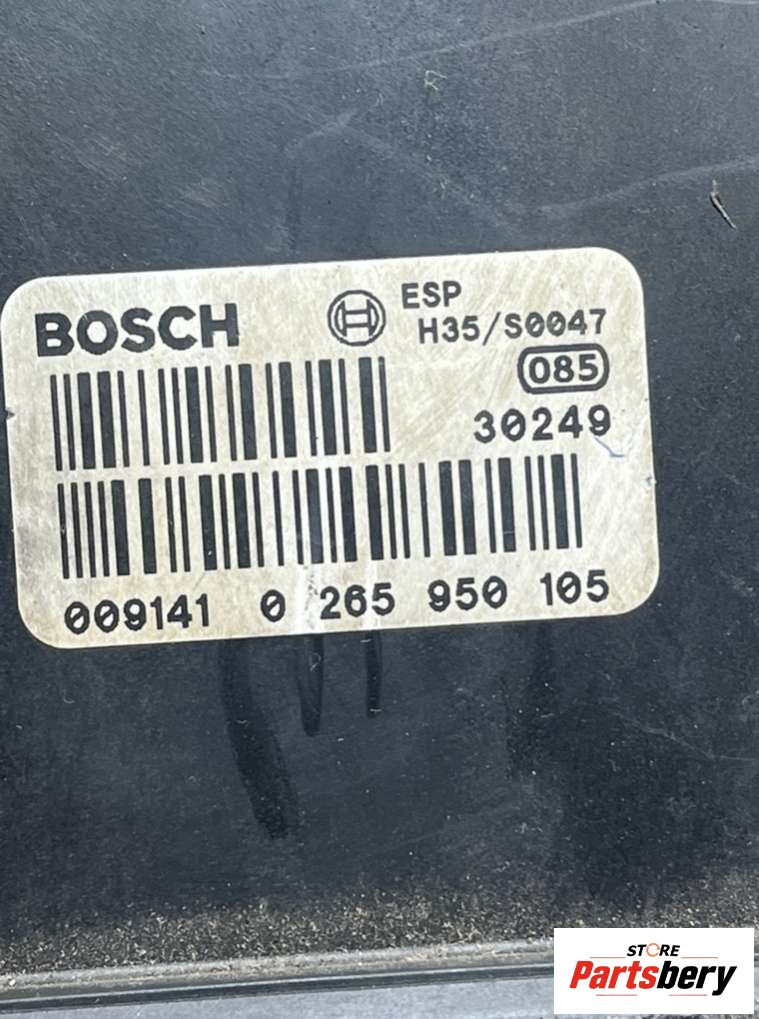 BOSCH
ESP
H35/S0047
085
30249
009141 0 265 950 105
STORE
Partsbery